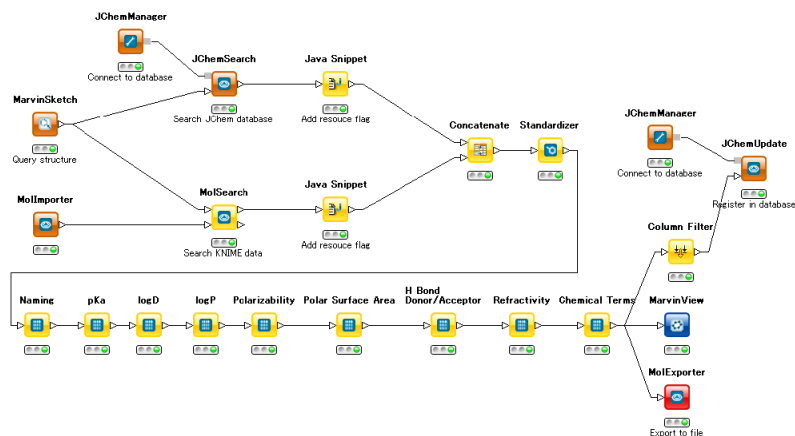 JChemManager
Connect to database
JChemSearch
Search JChem database
Java Snippet
Add resouce flag
MarvinSketch
Query structure
Concatenate
Standardizer
JChemManager
Connect to database
JChemUpdate
Register in database
MolImporter
MolSearch
Search KNIME data
Java Snippet
Add resouce flag
Column Filter
Naming
pKa
logD
logP
Polarizability
Polar Surface Area
H Bond
Donor/Acceptor
Refractivity
Chemical Terms
MarvinView
MolExporter
Export to file